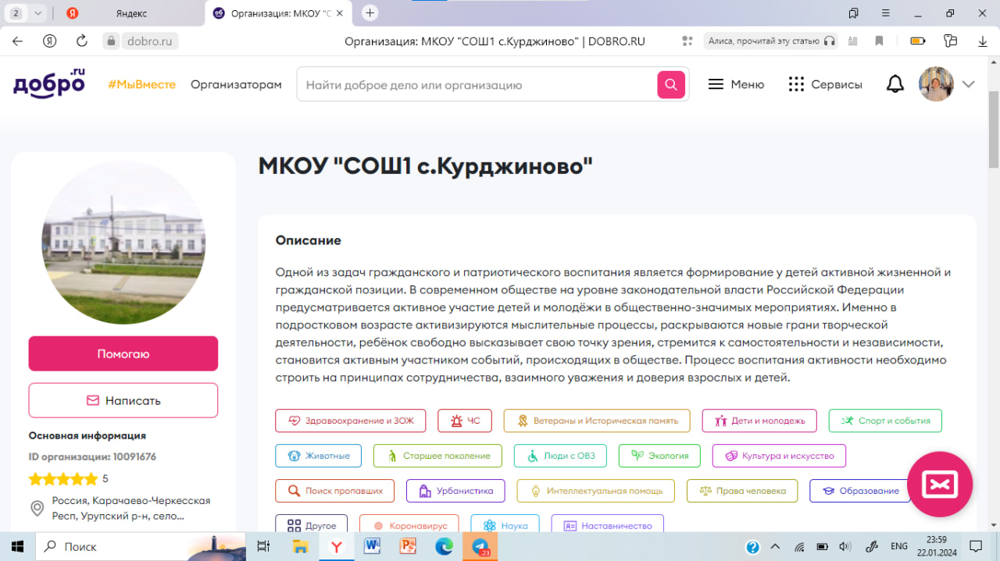 2
Яндекс
Организация: МКОУ "С
dobro.ru
Организация: МКОУ "СОШ1 с.Курджиново" | DOBRO.RU
Алиса, прочитай эту статью
добро.ru
#МыВместе
Организаторам
Найти доброе дело или организацию
Меню
Сервисы
МКОУ "СОШ1 с.Курджиново"
Помогаю
Написать
Основная информация
ID организации: 10091676
5
Россия, Карачаево-Черкесская
Респ, Урупский р-н, село...
Описание
Одной из задач гражданского и патриотического воспитания является формирование у детей активной жизненной и
гражданской позиции. В современном обществе на уровне законодательной власти Российской Федерации
предусматривается активное участие детей и молодёжи в общественно-значимых мероприятиях. Именно в
подростковом возрасте активизируются мыслительные процессы, раскрываются новые грани творческой
деятельности, ребёнок свободно высказывает свою точку зрения, стремится к самостоятельности и независимости,
становится активным участником событий, происходящих в обществе. Процесс воспитания активности необходимо
строить на принципах сотрудничества, взаимного уважения и доверия взрослых и детей.
Здравоохранение и ЗОЖ
ЧС
Ветераны и Историческая память
Дети и молодежь
Спорт и события
Животные
Старшее поколение
Люди с ОВЗ
Экология
Культура и искусство
Поиск пропавших
Урбанистика
Интеллектуальная помощь
Права человека
Образование
Другое
Коронавирус
Наука
Наставничество
Поиск
23
ENG
23:59
22.01.2024